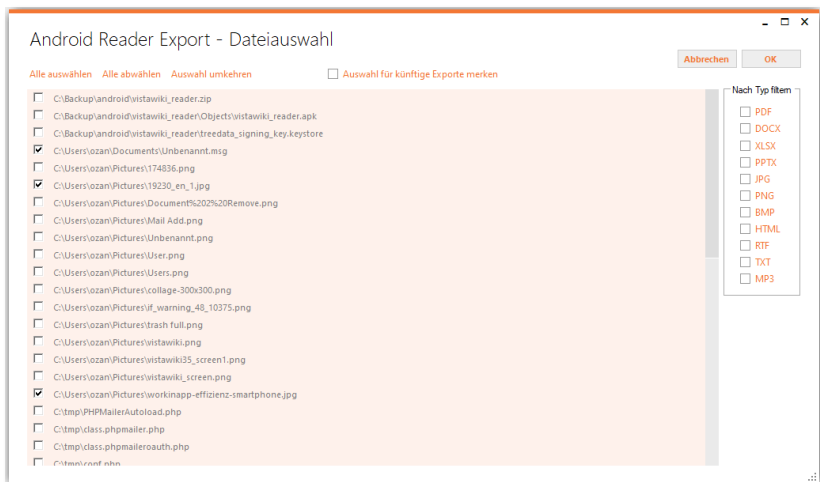 Android Reader Export - Dateiauswahl
Abbrechen OK
Alle auswählen Alle abwählen Auswahl umkehren Auswahl für künftige Exporte merken
Nach Typ filtern
C:\Backup\android\vistawiki_reader.zip
C:\Backup\android\vistawiki_reader\Objects\vistawiki_reader.apk
C:\Backup\android\vistawiki_reader\treedata_signing_key.keystore
C:\Users\ozan\Documents\Unbenannt.msg
C:\Users\ozan\Pictures\174836.png
C:\Users\ozan\Pictures\19230_en_1.jpg
C:\Users\ozan\Pictures\Document%202%20Remove.png
C:\Users\ozan\Pictures\Mail Add.png
C:\Users\ozan\Pictures\Unbenannt.png
C:\Users\ozan\Pictures\User.png
C:\Users\ozan\Pictures\Users.png
C:\Users\ozan\Pictures\collage-300x300.png
C:\Users\ozan\Pictures\if_warning_48_10375.png
C:\Users\ozan\Pictures\trash full.png
C:\Users\ozan\Pictures\vistawiki.png
C:\Users\ozan\Pictures\vistawiki35_screen1.png
C:\Users\ozan\Pictures\vistawiki_screen.png
C:\Users\ozan\Pictures\workinapp-effizienz-smartphone.jpg
C:\tmp\PHPMailerAutoload.php
C:\tmp\class.phpmailer.php
C:\tmp\class.phpmaileroauth.php
C:\tmp\conf.php
PDF
DOCX
XLSX
PPTX
JPG
PNG
BMP
HTML
RTF
TXT
MP3